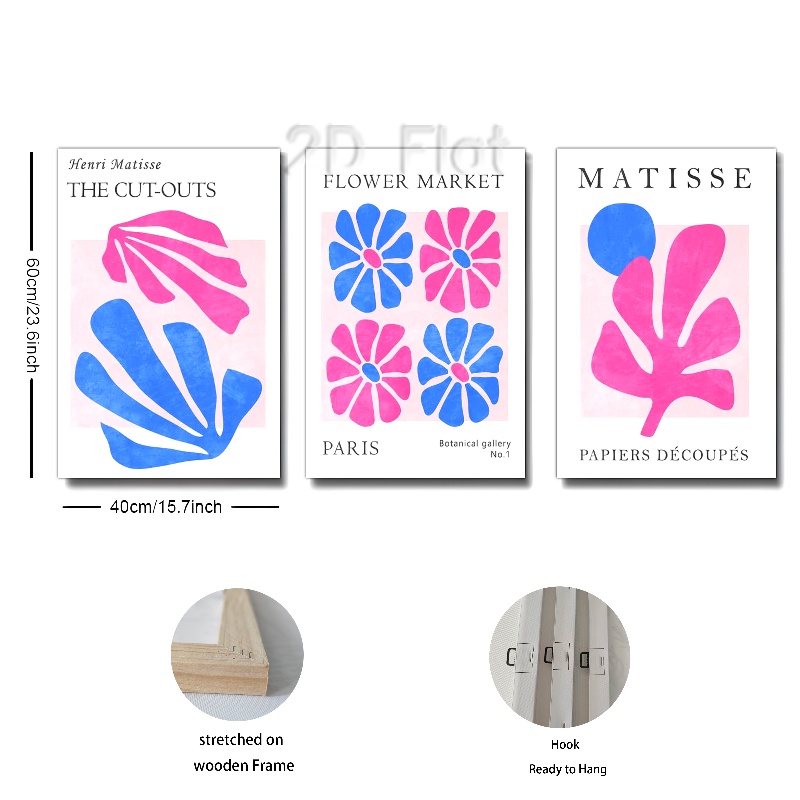 2D Flat
Henri Matisse
THE CUT-OUTS
FLOWER MARKET
PARIS
Botanical gallery
No.1
MATISSE
PAPIERS DÉCOUPÉS
60cm/23.6inch
40cm/15.7inch
stretched on
wooden Frame
Hook
Ready to Hang